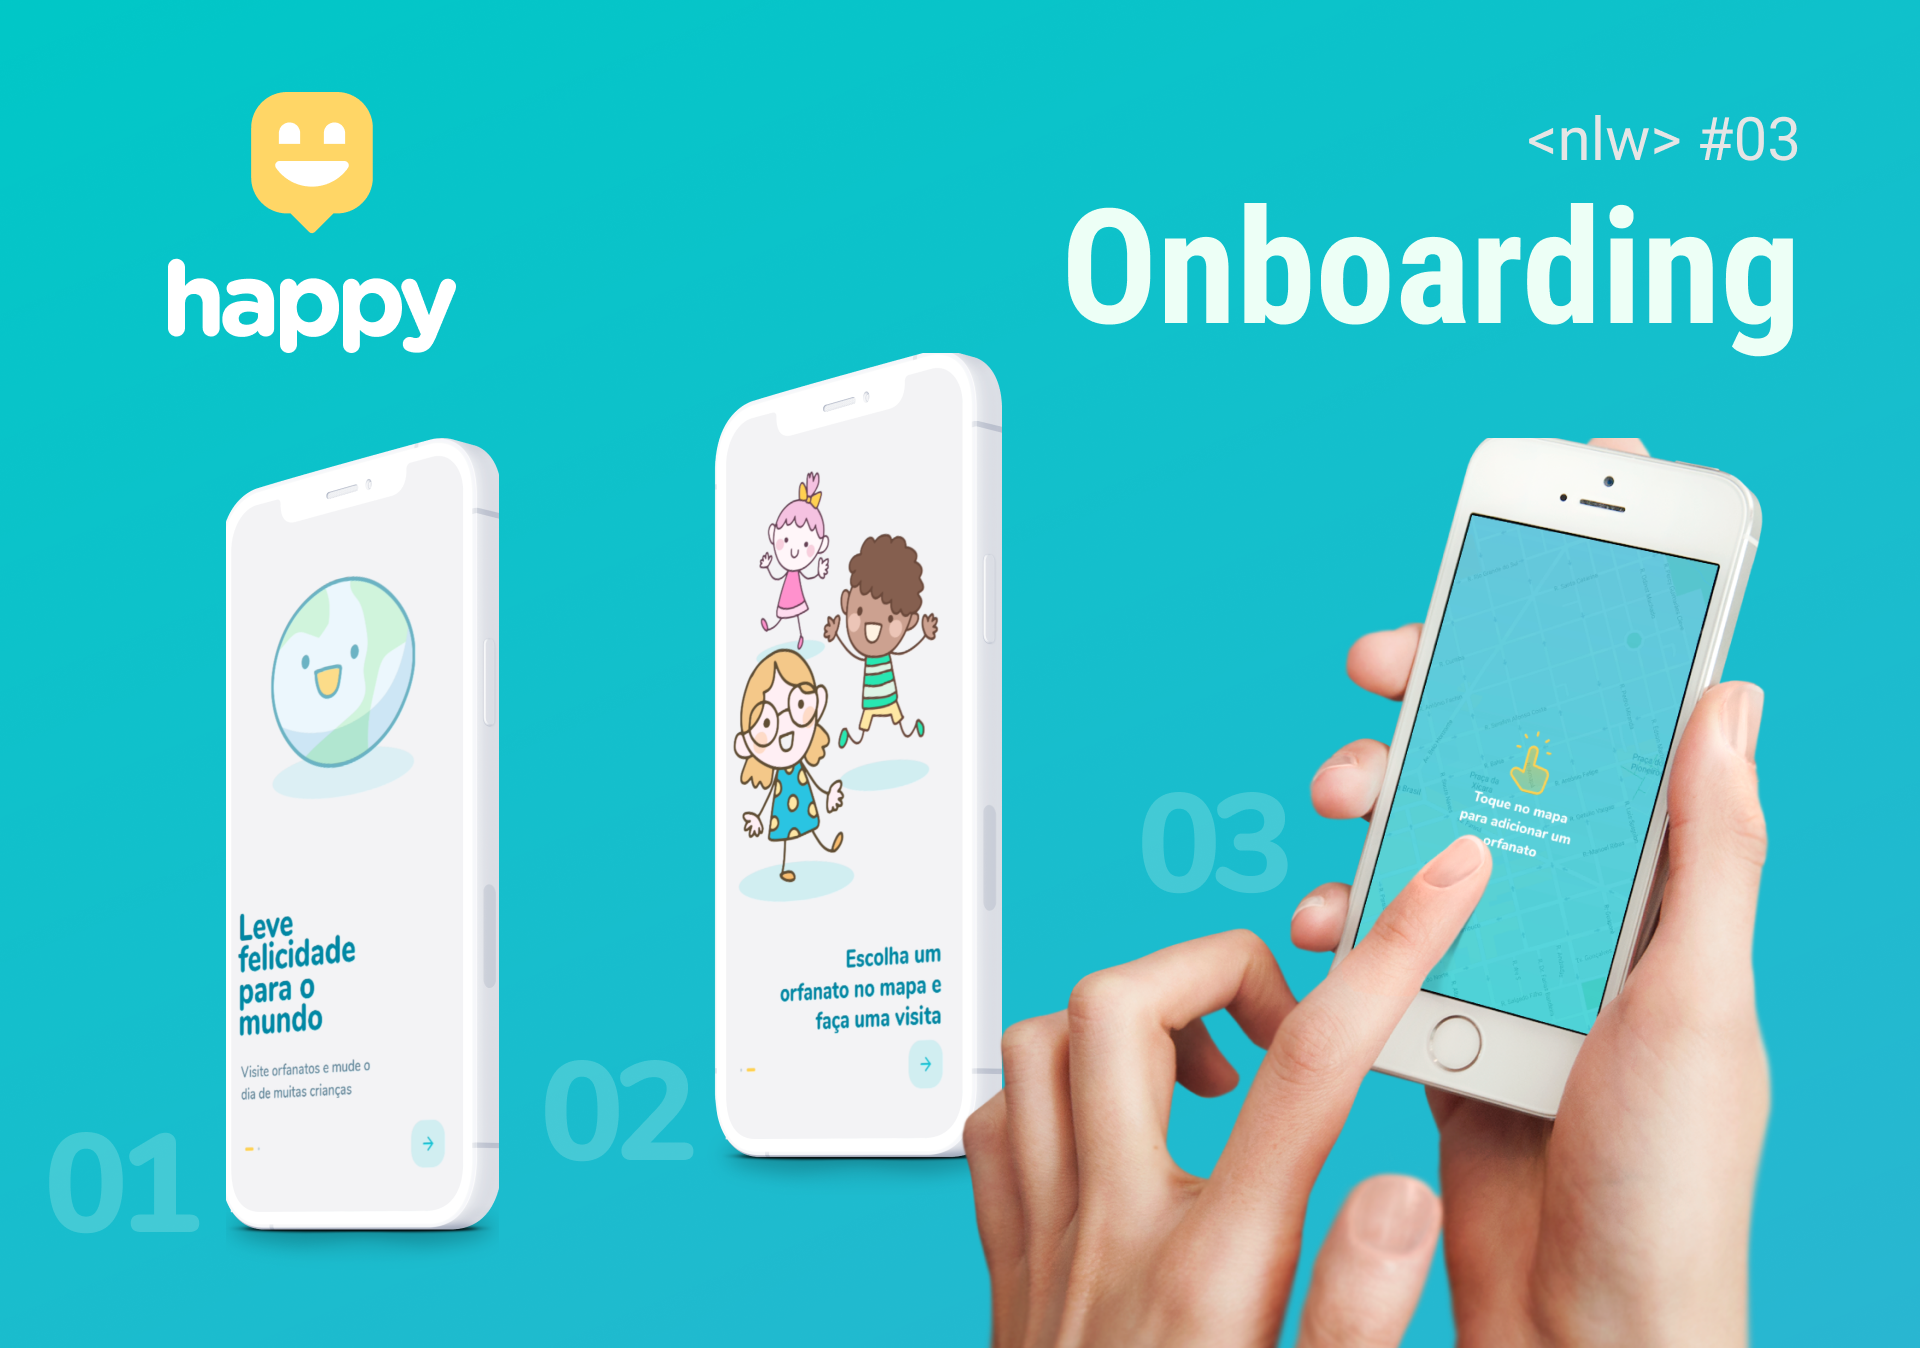 happy
<nlw> #03
Onboarding
01
Leve
felicidade
para o
mundo
Visite orfanatos e mude o
dia de muitas crianças
02
Escolha um
orfanato no mapa e
faça uma visita
03
Toque no mapa
para adicionar um
orfanato